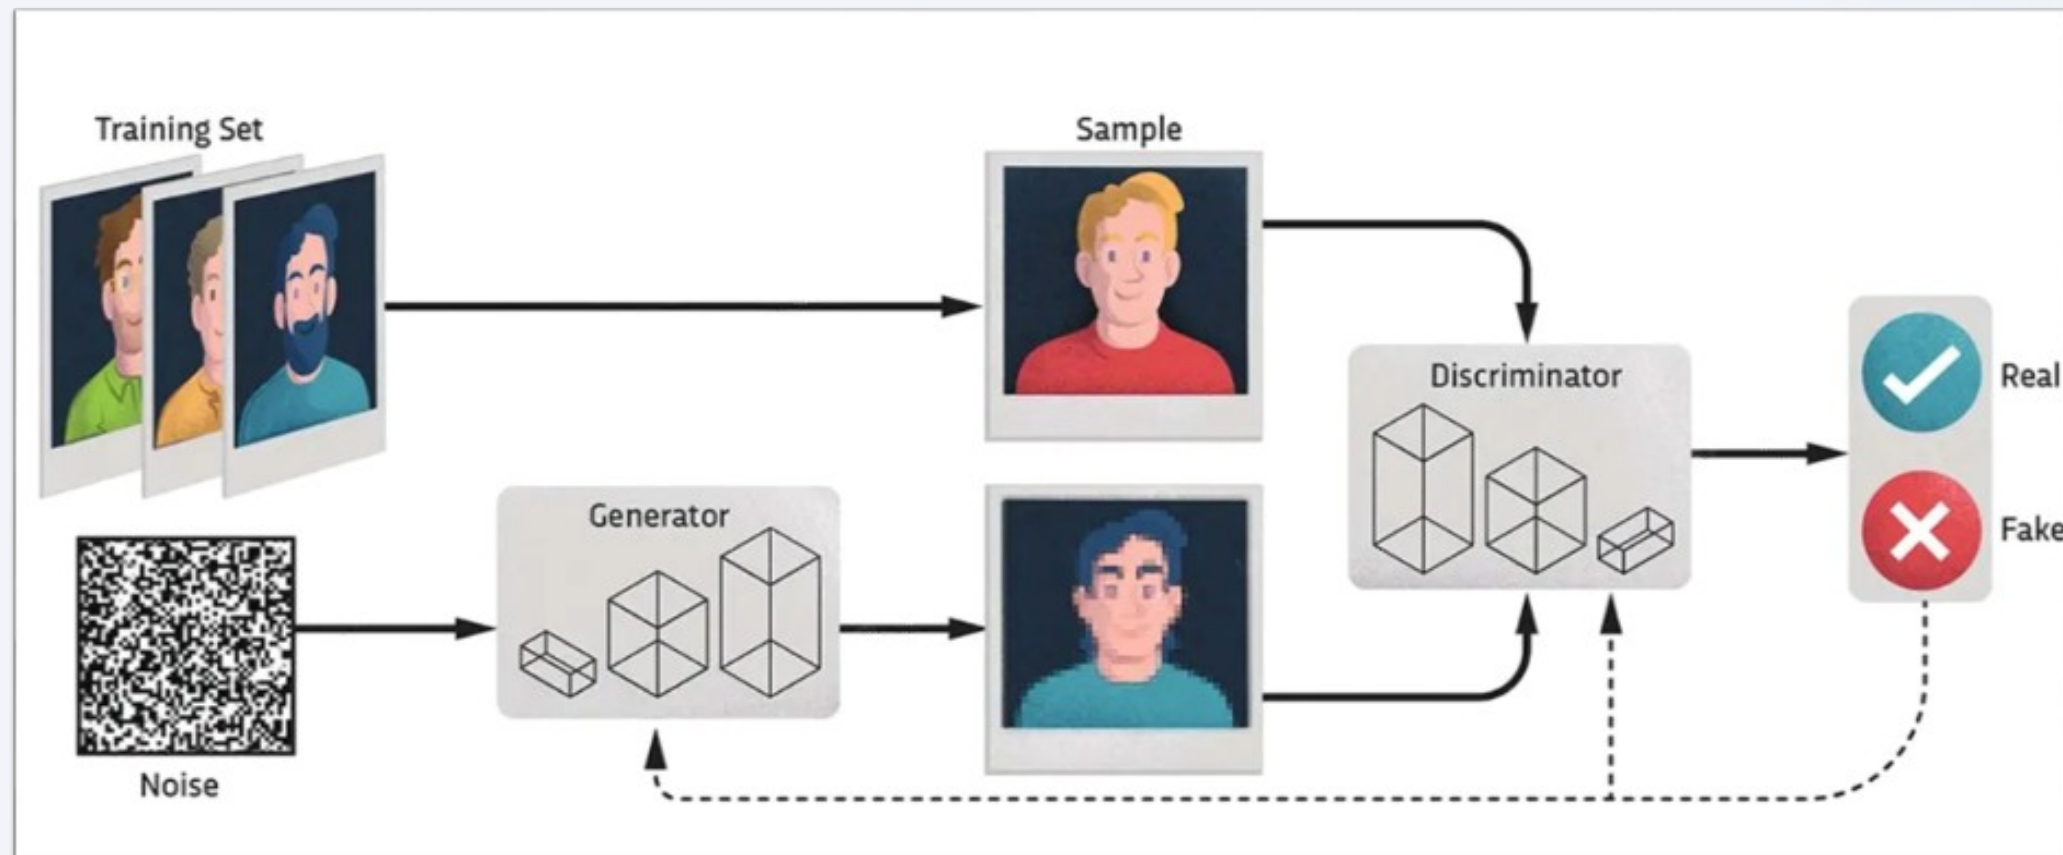 Training Set
Sample
Discriminator
Real
Generator
Fake
Noise